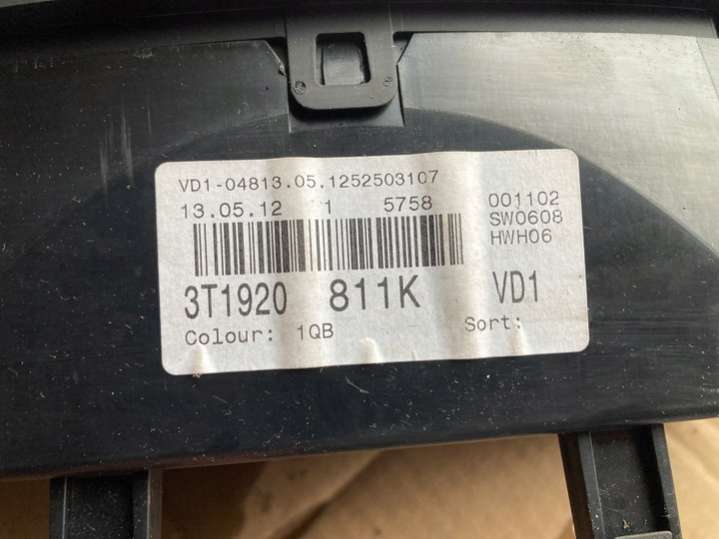 VD1-04813.05.1252503107
13.05.12 1 5758 001102
SW0608
HWH06
3T1920 811K VD1
Colour: 1QB Sort: